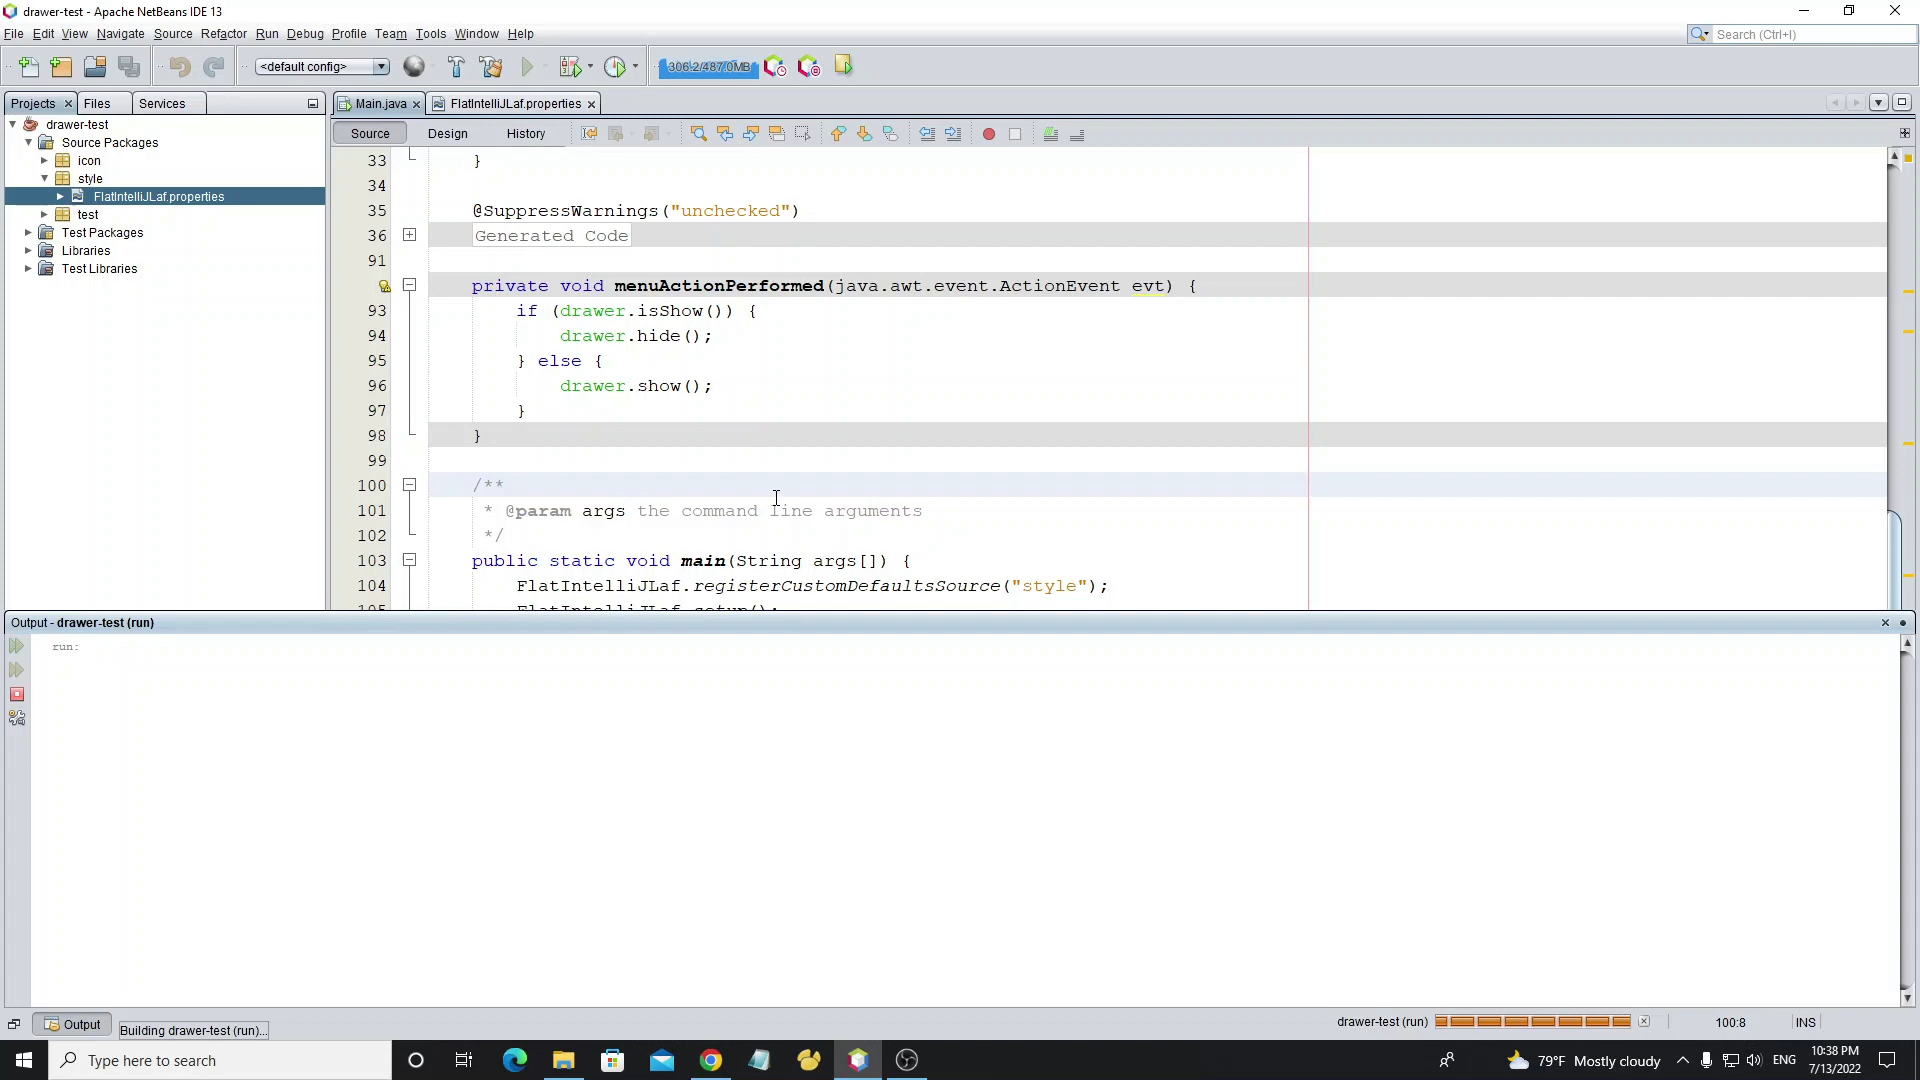 drawer-test - Apache NetBeans IDE 13
File Edit View Navigate Source Refactor Run Debug Profile Team Tools Window Help
Search (Ctrl+I)
<default config>
306.2/487.0MB
Projects Files Services
Main.java FlatIntelliJLaf.properties
drawer-test
Source Packages
icon
style
FlatIntelliJLaf.properties
test
Test Packages
Libraries
Test Libraries
Source Design History
33 }
34
35 @SuppressWarnings("unchecked")
36 Generated Code
91
private void menuActionPerformed(java.awt.event.ActionEvent evt) {
93 if (drawer.isShow()) {
94 drawer.hide();
95 } else {
96 drawer.show();
97 }
98 }
99
100 /**
101 * @param args the command line arguments
102 */
103 public static void main(String args[]) {
104 FlatIntelliJLaf.registerCustomDefaultsSource("style");
105 FlatIntelliJLaf.setup();
Output - drawer-test (run)
run:
Output
Building drawer-test (run)...
drawer-test (run)
100:8
INS
Type here to search
79°F Mostly cloudy
ENG
10:38 PM
7/13/2022